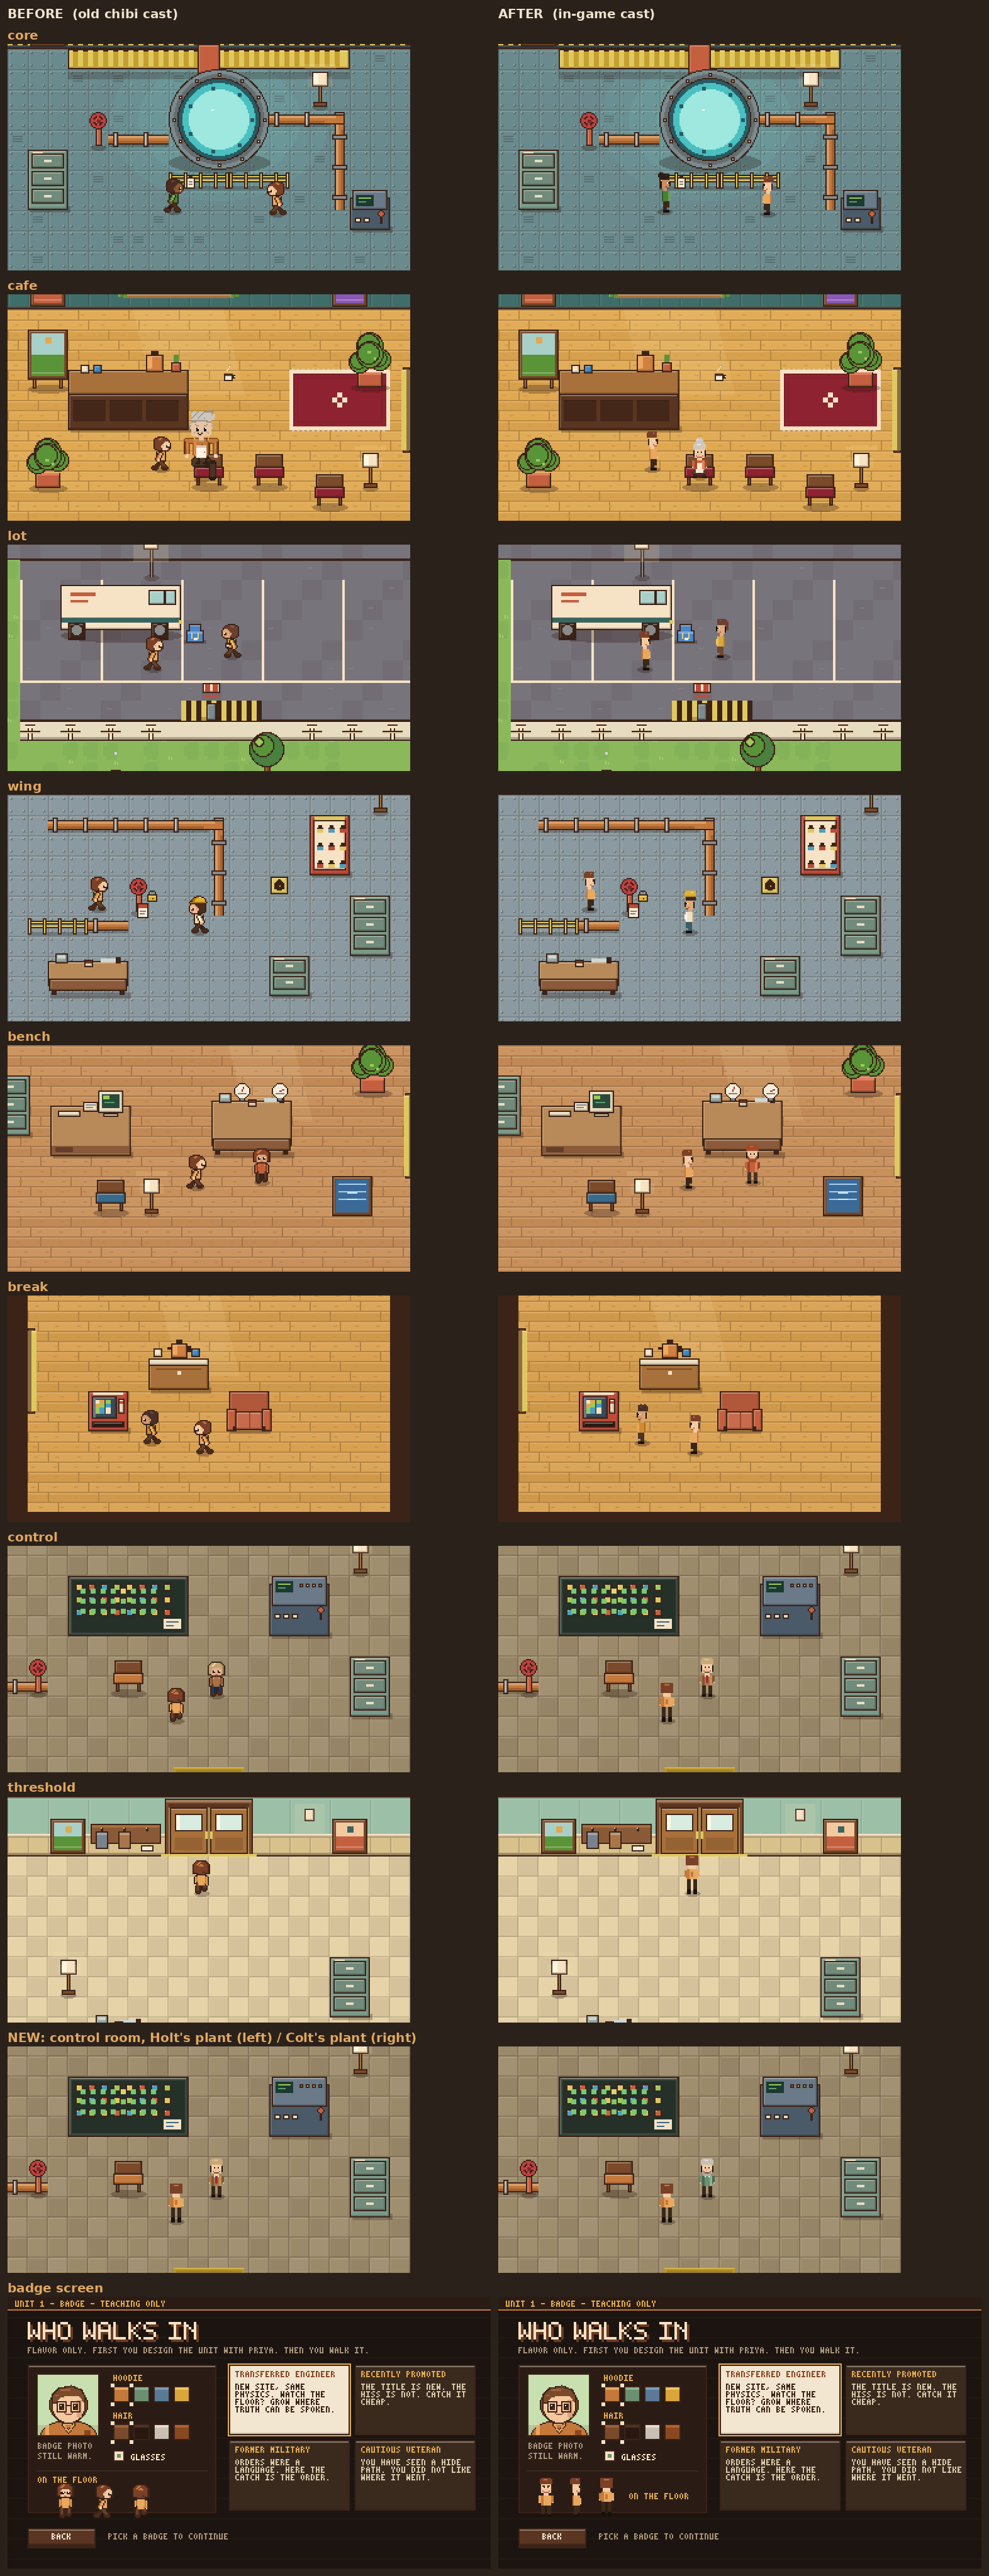 BEFORE (old chibi cast)
AFTER (in-game cast)
core
cafe
lot
wing
bench
break
control
threshold
NEW: control room, Holt's plant (left) / Colt's plant (right)
badge screen
UNIT 1 - BADGE - TEACHING ONLY
WHO WALKS IN
FLAVOR ONLY. FIRST YOU DESIGN THE UNIT WITH PRIYA. THEN YOU WALK IT.
HOODIE
HAIR
GLASSES
BADGE PHOTO
STILL WARM.
ON THE FLOOR
TRANSFERRED ENGINEER
NEW SITE, SAME
PHYSICS. WATCH THE
FLOOR? GROW WHERE
TRUTH CAN BE SPOKEN.
RECENTLY PROMOTED
THE TITLE IS NEW. THE
HISS IS NOT. CATCH IT
CHEAP.
FORMER MILITARY
ORDERS WERE A
LANGUAGE. HERE THE
CATCH IS THE ORDER.
CAUTIOUS VETERAN
YOU HAVE SEEN A HIDE
PATH. YOU DID NOT LIKE
WHERE IT WENT.
BACK
PICK A BADGE TO CONTINUE
UNIT 1 - BADGE - TEACHING ONLY
WHO WALKS IN
FLAVOR ONLY. FIRST YOU DESIGN THE UNIT WITH PRIYA. THEN YOU WALK IT.
HOODIE
HAIR
GLASSES
BADGE PHOTO
STILL WARM.
ON THE FLOOR
TRANSFERRED ENGINEER
NEW SITE, SAME
PHYSICS. WATCH THE
FLOOR? GROW WHERE
TRUTH CAN BE SPOKEN.
RECENTLY PROMOTED
THE TITLE IS NEW. THE
HISS IS NOT. CATCH IT
CHEAP.
FORMER MILITARY
ORDERS WERE A
LANGUAGE. HERE THE
CATCH IS THE ORDER.
CAUTIOUS VETERAN
YOU HAVE SEEN A HIDE
PATH. YOU DID NOT LIKE
WHERE IT WENT.
BACK
PICK A BADGE TO CONTINUE